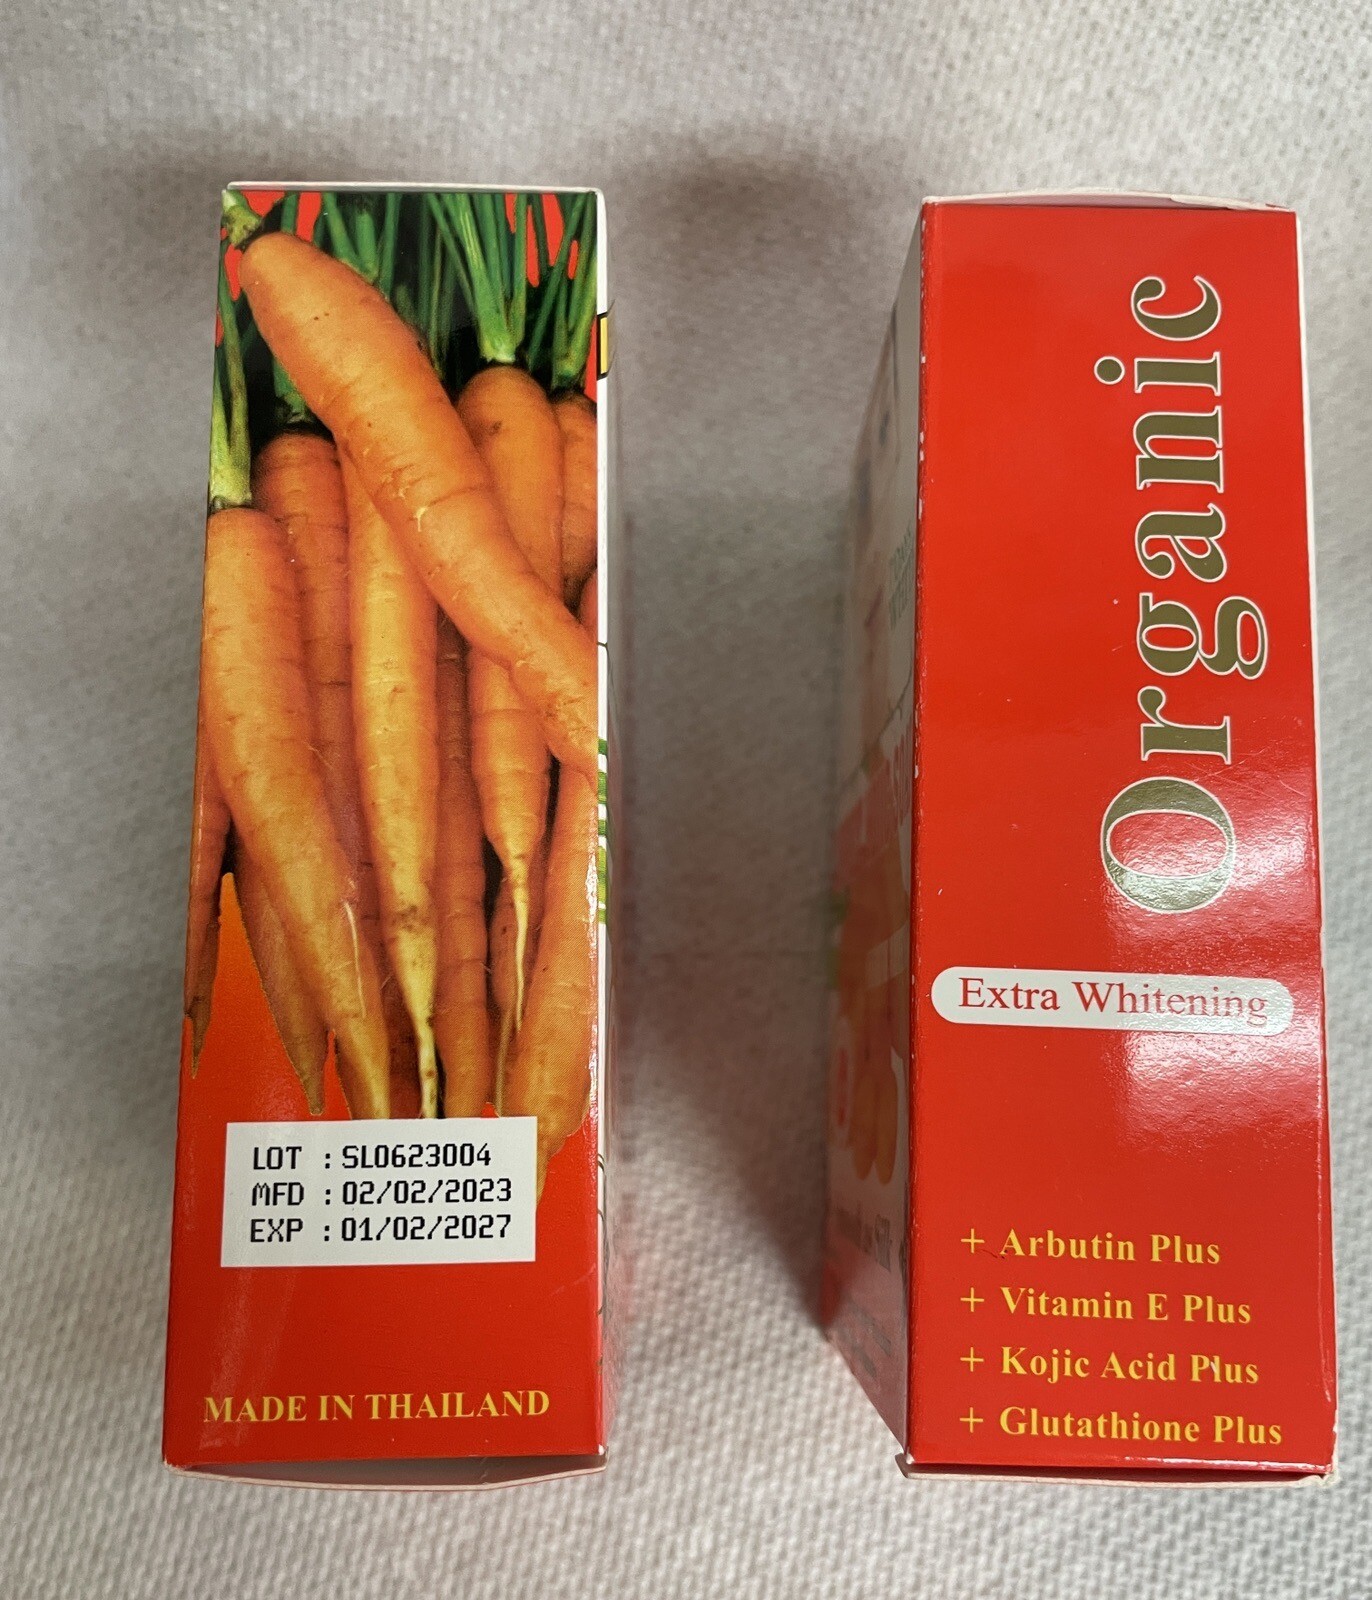 LOT : SL0623004
MFD : 02/02/2023
EXP : 01/02/2027
MADE IN THAILAND
Organic
Extra Whitening
+ Arbutin Plus
+ Vitamin E Plus
+ Kojic Acid Plus
+ Glutathione Plus